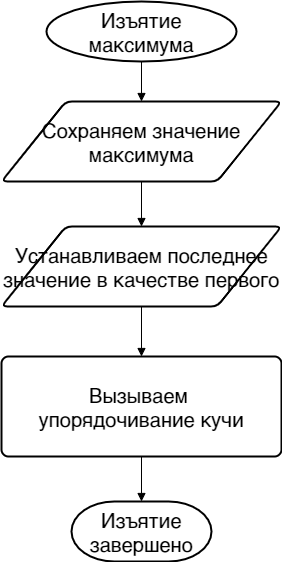 Изъятие
максимума
Сохраняем значение
максимума
Устанавливаем последнее
значение в качестве первого
Вызываем
упорядочивание кучи
Изъятие
завершено